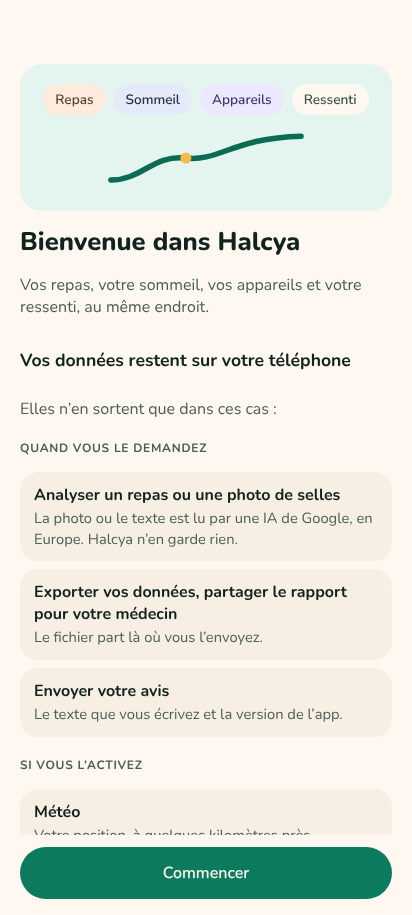 Repas
Sommeil
Appareils
Ressenti
Bienvenue dans Halcya
Vos repas, votre sommeil, vos appareils et votre
ressenti, au même endroit.
Vos données restent sur votre téléphone
Elles n’en sortent que dans ces cas :
QUAND VOUS LE DEMANDEZ
Analyser un repas ou une photo de selles
La photo ou le texte est lu par une IA de Google, en
Europe. Halcya n’en garde rien.
Exporter vos données, partager le rapport
pour votre médecin
Le fichier part là où vous l’envoyez.
Envoyer votre avis
Le texte que vous écrivez et la version de l’app.
SI VOUS L’ACTIVEZ
Météo
Votre position, à quelques kilomètres près
Commencer